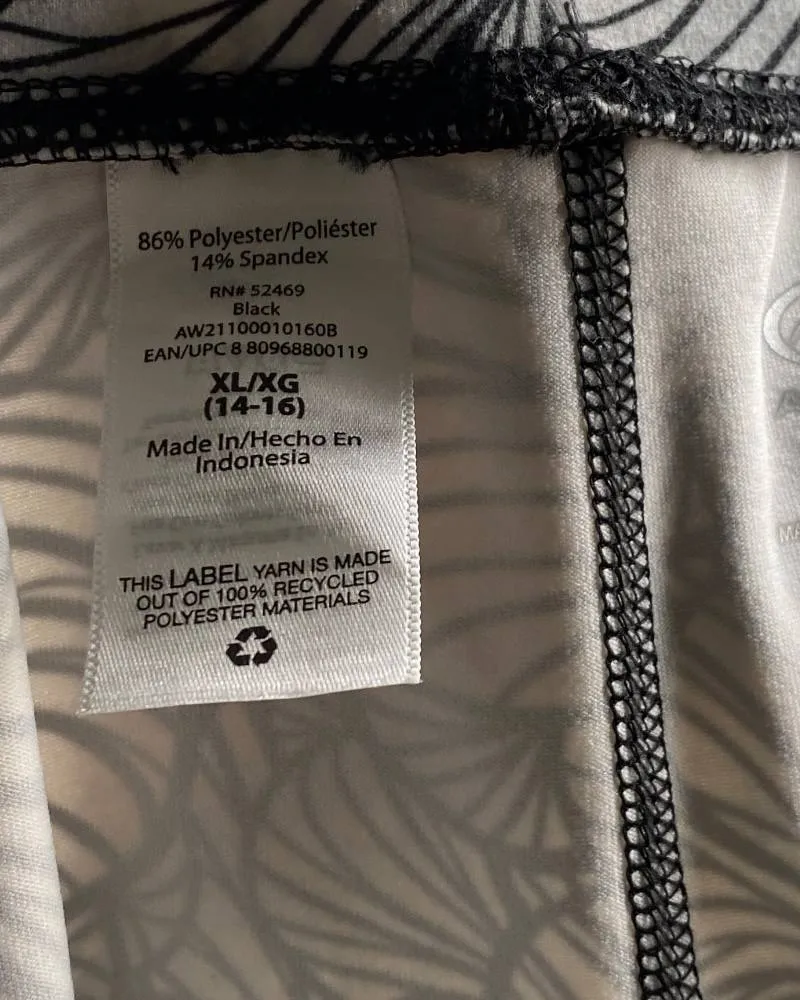 86% Polyester/Poliéster
14% Spandex
RN# 52469
Black
AW21100010160B
EAN/UPC 8 80968800119
XL/XG
(14-16)
Made In/Hecho En
Indonesia
THIS LABEL YARN IS MADE
OUT OF 100% RECYCLED
POLYESTER MATERIALS